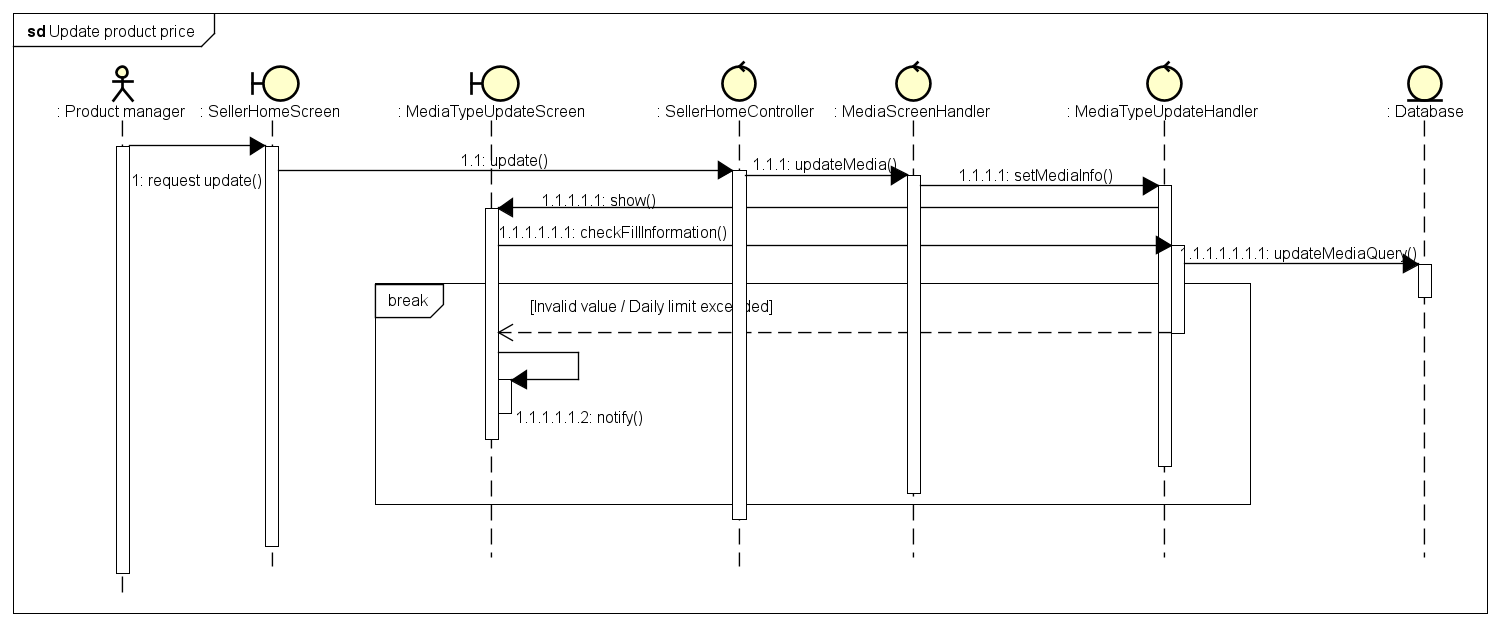 sd Update product price
: Product manager
: SellerHomeScreen
: MediaTypeUpdateScreen
: SellerHomeController
: MediaScreenHandler
: MediaTypeUpdateHandler
: Database
1: request update()
1.1: update()
1.1.1: updateMedia()
1.1.1.1: setMediaInfo()
1.1.1.1.1: show()
1.1.1.1.1.1: checkFillInformation()
1.1.1.1.1.1.1: updateMediaQuery()
break
[Invalid value / Daily limit exceeded]
1.1.1.1.1.2: notify()